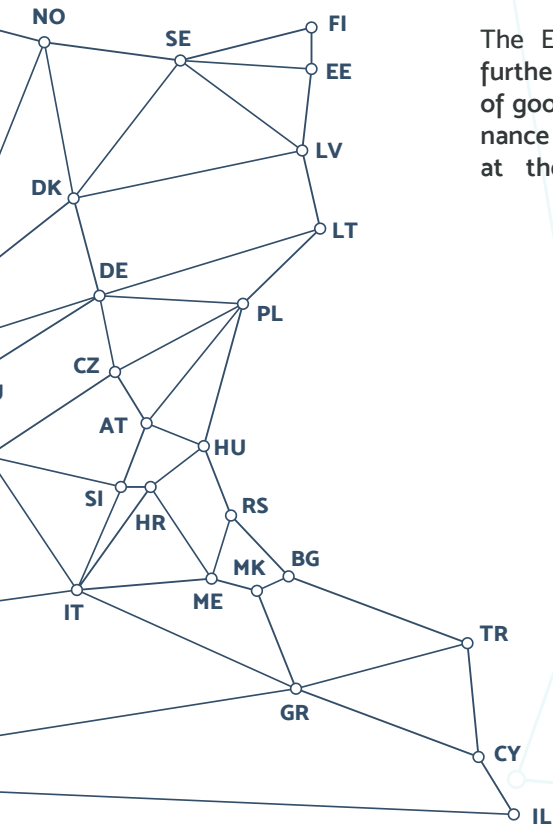 NO
FI
SE
EE
LV
DK
LT
DE
PL
CZ
AT
HU
SI
HR
RS
MK
BG
ME
IT
TR
GR
CY
IL
The E
furthe
of goo
nance
at the